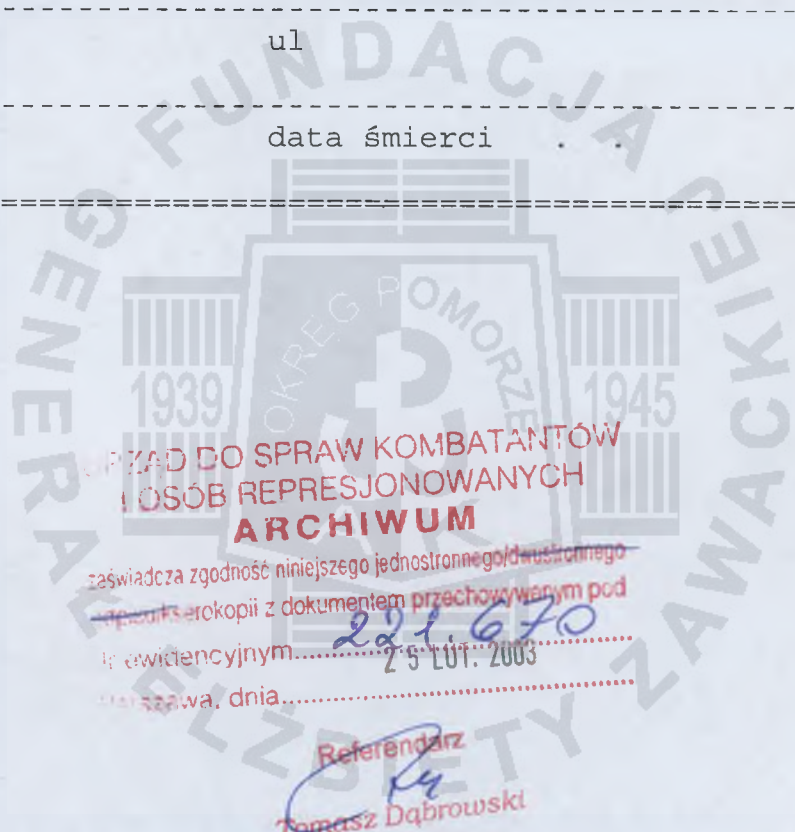 ul
data śmierci . .
FUNDACJA GENERAŁ ELŻBIETY ZAWACKIEJ
OKRĘG POMORZE
1939 1945
AK
URZĄD DO SPRAW KOMBATANTÓW
I OSÓB REPRESJONOWANYCH
ARCHIWUM
zaświadcza zgodność niniejszego jednostronnego/dwustronnego
kserokopii z dokumentem przechowywanym pod
ewidencyjnym 221.670
25 LUT. 2003
Warszawa, dnia
Referendarz
Tomasz Dąbrowski